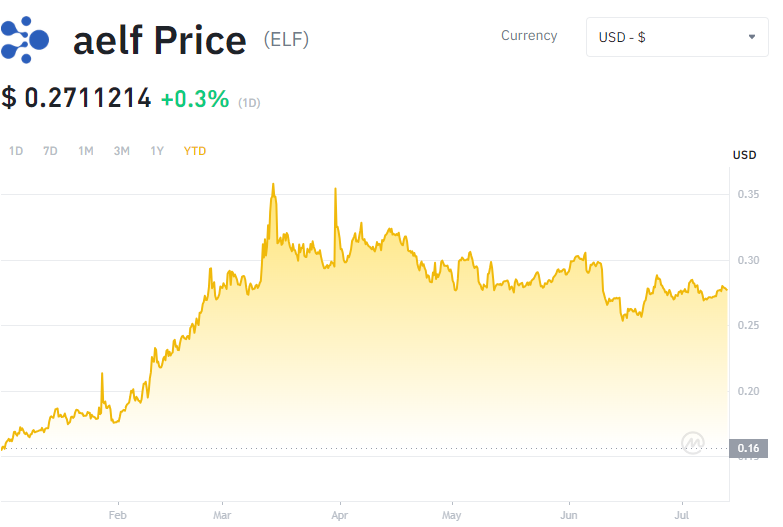 aelf Price (ELF)
Currency
USD - $
$ 0.2711214 +0.3% (1D)
1D 7D 1M 3M 1Y YTD
USD
0.35
0.30
0.25
0.20
0.16
Feb Mar Apr May Jun Jul